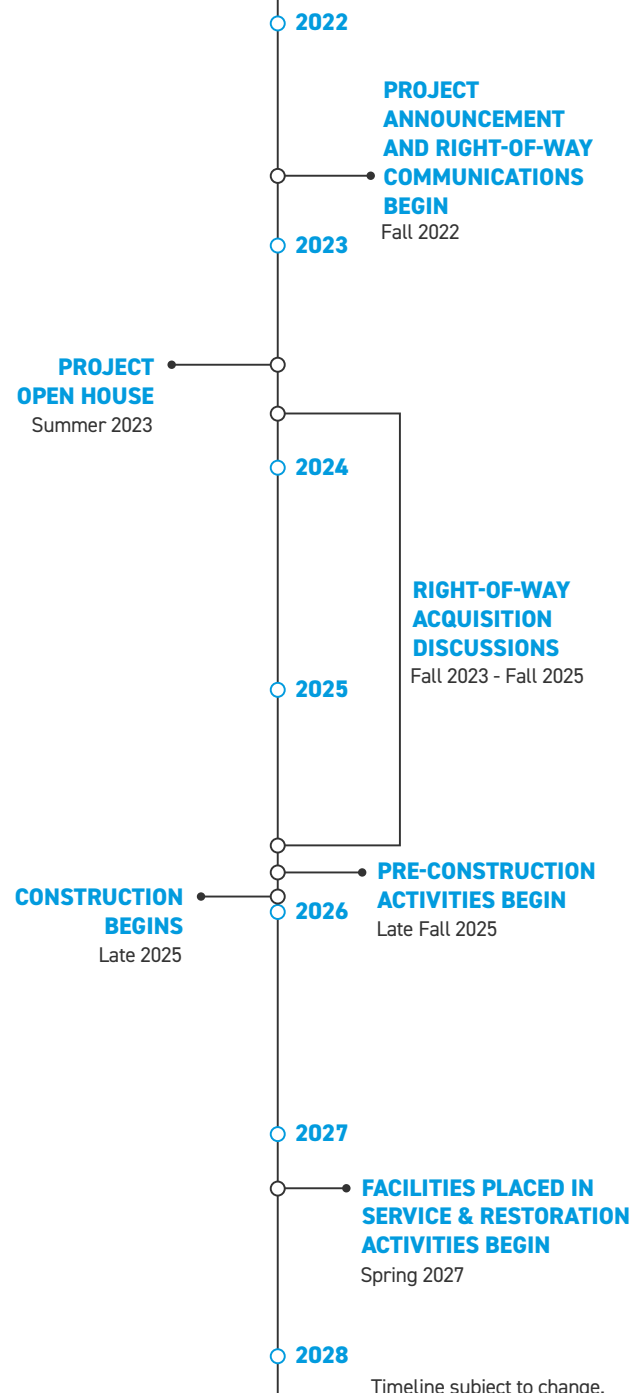 2022
PROJECT
ANNOUNCEMENT
AND RIGHT-OF-WAY
COMMUNICATIONS
BEGIN
Fall 2022
2023
PROJECT
OPEN HOUSE
Summer 2023
2024
RIGHT-OF-WAY
ACQUISITION
DISCUSSIONS
Fall 2023 - Fall 2025
2025
PRE-CONSTRUCTION
ACTIVITIES BEGIN
Late Fall 2025
CONSTRUCTION
BEGINS
Late 2025
2026
2027
FACILITIES PLACED IN
SERVICE & RESTORATION
ACTIVITIES BEGIN
Spring 2027
2028
Timeline subject to change.